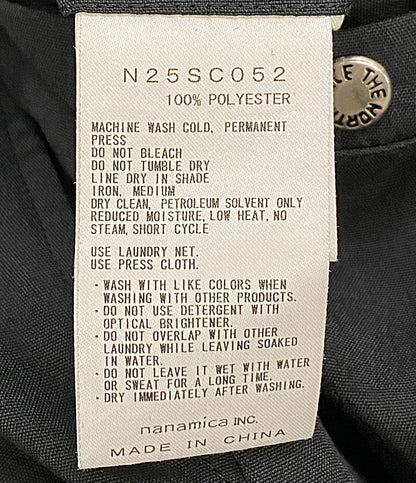 N25SC052
100% POLYESTER
MACHINE WASH COLD, PERMANENT
PRESS
DO NOT BLEACH
DO NOT TUMBLE DRY
LINE DRY IN SHADE
IRON, MEDIUM
DRY CLEAN, PETROLEUM SOLVENT ONLY
REDUCED MOISTURE, LOW HEAT, NO
STEAM, SHORT CYCLE
USE LAUNDRY NET.
USE PRESS CLOTH.
・WASH WITH LIKE COLORS WHEN
WASHING WITH OTHER PRODUCTS.
・DO NOT USE DETERGENT WITH
OPTICAL BRIGHTENER.
・DO NOT OVERLAP WITH OTHER
LAUNDRY WHILE LEAVING SOAKED
IN WATER.
・DO NOT LEAVE IT WET WITH WATER
OR SWEAT FOR A LONG TIME.
・DRY IMMEDIATELY AFTER WASHING.
nanamica INC.
MADE IN CHINA
THE NORT